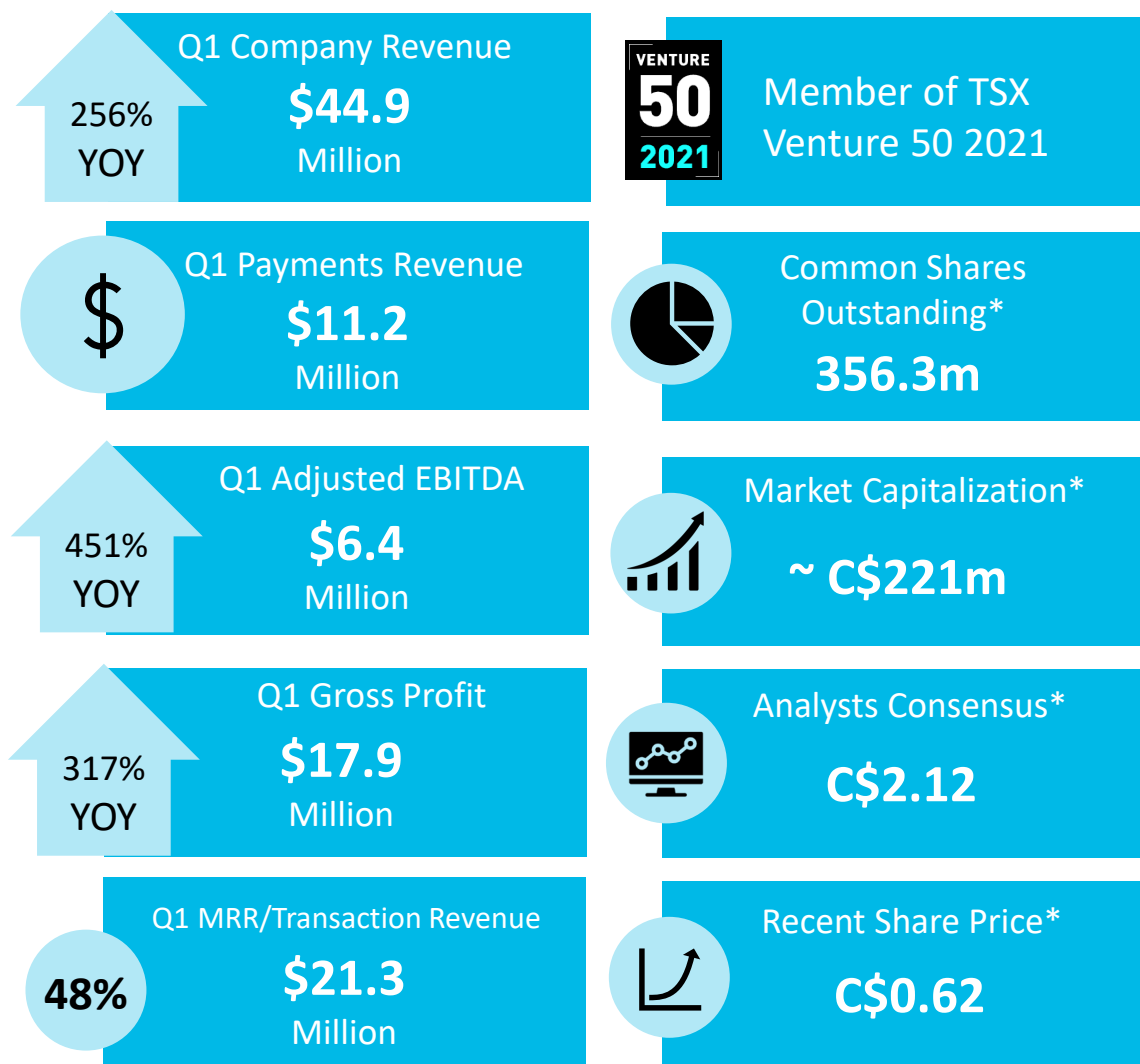 256%
YOY
Q1 Company Revenue
$44.9
Million
VENTURE
50
2021
Member of TSX
Venture 50 2021
$
Q1 Payments Revenue
$11.2
Million
Common Shares
Outstanding*
356.3m
451%
YOY
Q1 Adjusted EBITDA
$6.4
Million
Market Capitalization*
~ C$221m
317%
YOY
Q1 Gross Profit
$17.9
Million
Analysts Consensus*
C$2.12
48%
Q1 MRR/Transaction Revenue
$21.3
Million
Recent Share Price*
C$0.62